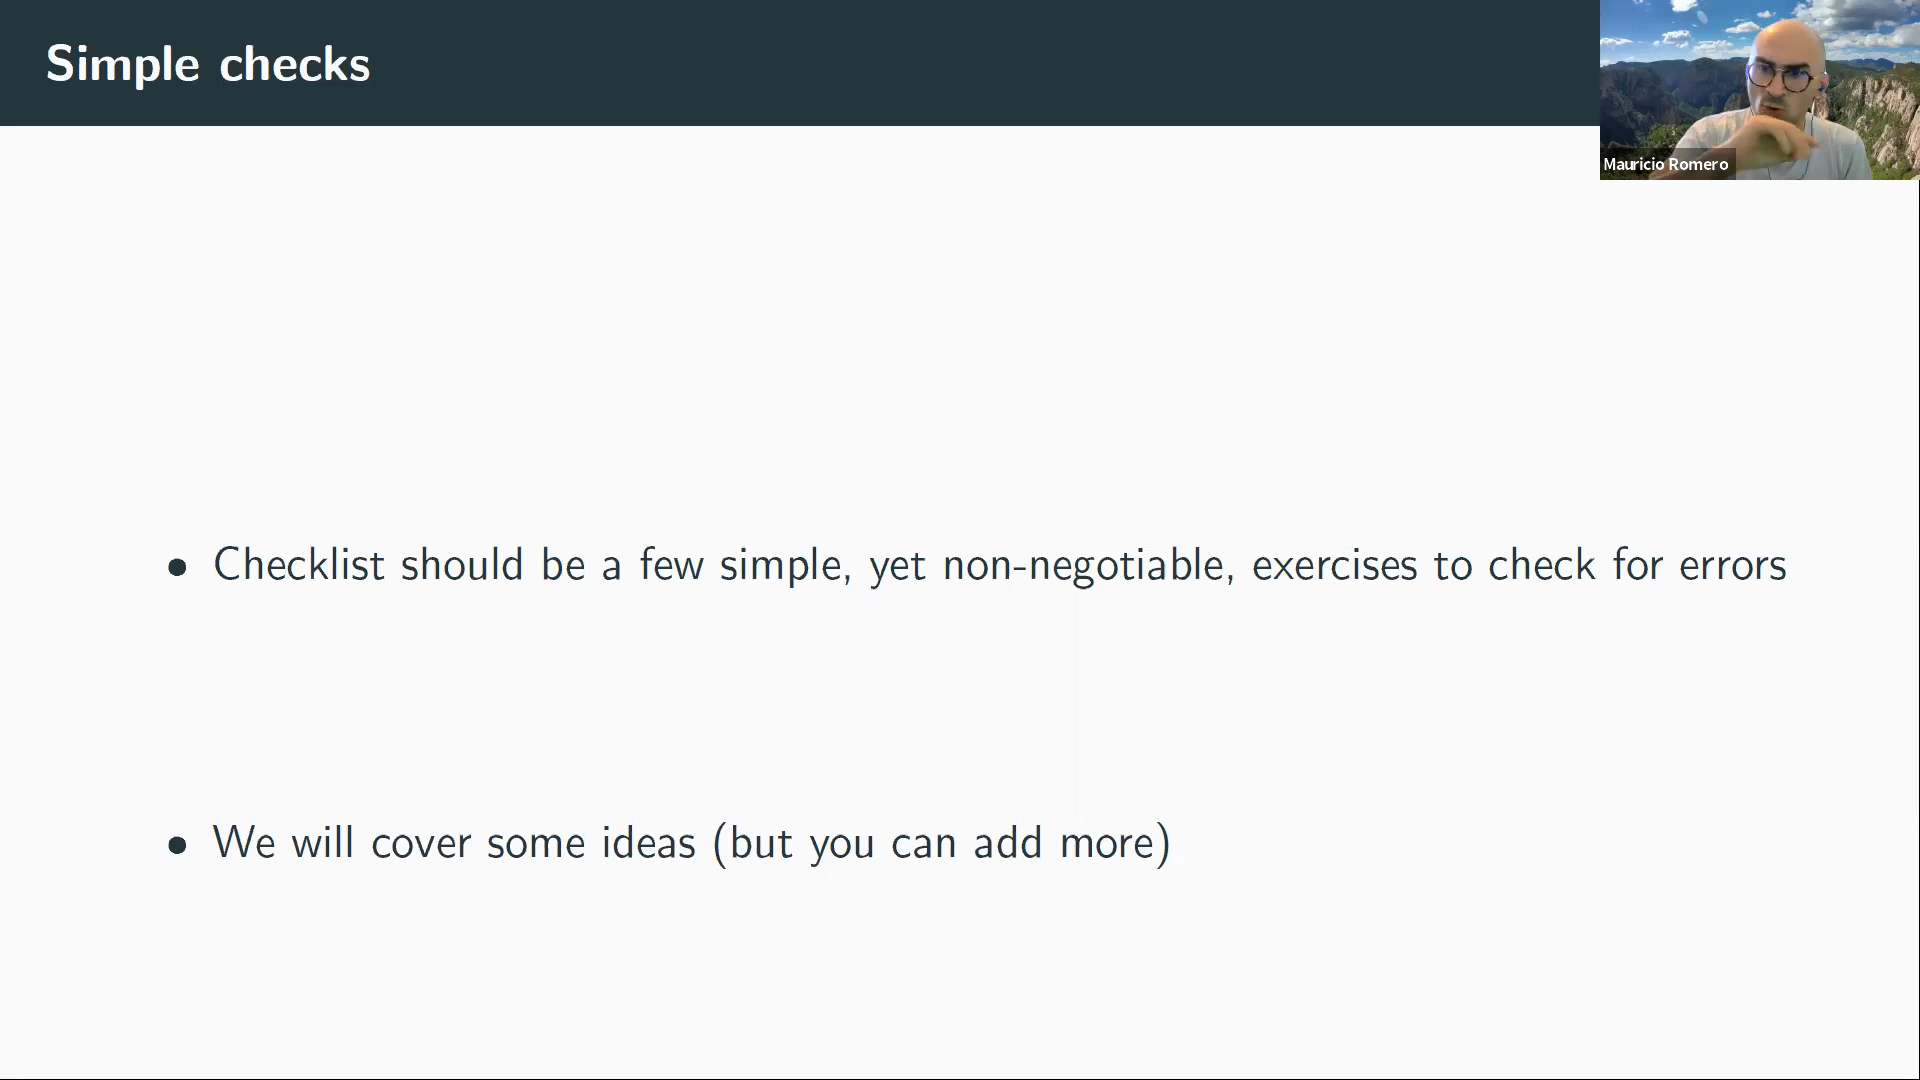 Simple checks
Mauricio Romero
• Checklist should be a few simple, yet non-negotiable, exercises to check for errors
• We will cover some ideas (but you can add more)